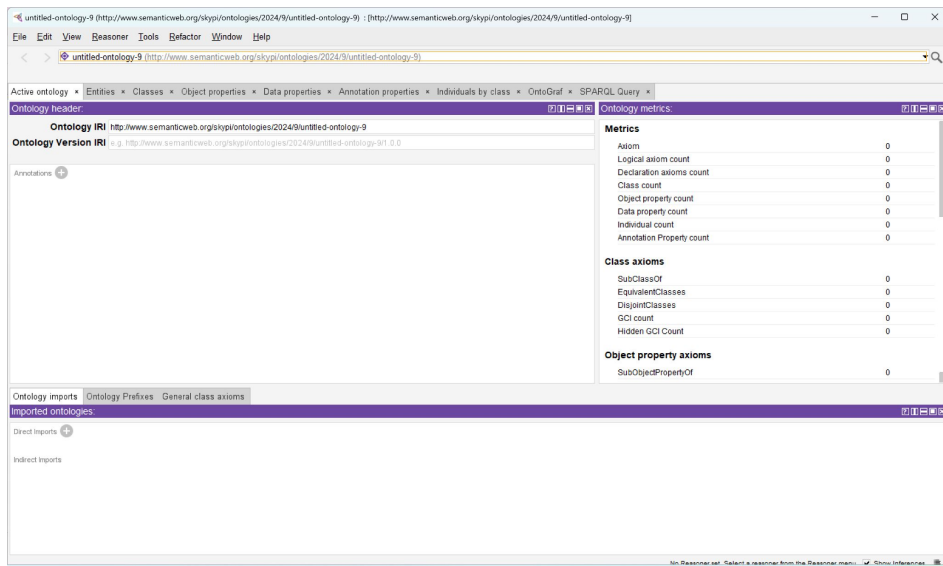 untitled-ontology-9 (http://www.semanticweb.org/skypi/ontologies/2024/9/untitled-ontology-9) : [http://www.semanticweb.org/skypi/ontologies/2024/9/untitled-ontology-9]
File Edit View Reasoner Tools Refactor Window Help
untitled-ontology-9 (http://www.semanticweb.org/skypi/ontologies/2024/9/untitled-ontology-9)
Active ontology × Entities × Classes × Object properties × Data properties × Annotation properties × Individuals by class × OntoGraf × SPARQL Query ×
Ontology header:
Ontology IRI http://www.semanticweb.org/skypi/ontologies/2024/9/untitled-ontology-9
Ontology Version IRI e.g. http://www.semanticweb.org/skypi/ontologies/2024/9/untitled-ontology-9/1.0.0
Annotations
Ontology metrics:
Metrics
Axiom 0
Logical axiom count 0
Declaration axioms count 0
Class count 0
Object property count 0
Data property count 0
Individual count 0
Annotation Property count 0
Class axioms
SubClassOf 0
EquivalentClasses 0
DisjointClasses 0
GCI count 0
Hidden GCI Count 0
Object property axioms
SubObjectPropertyOf 0
Ontology imports Ontology Prefixes General class axioms
Imported ontologies:
Direct Imports
Indirect Imports
No Reasoner set. Select a reasoner from the Reasoner menu Show Inferences